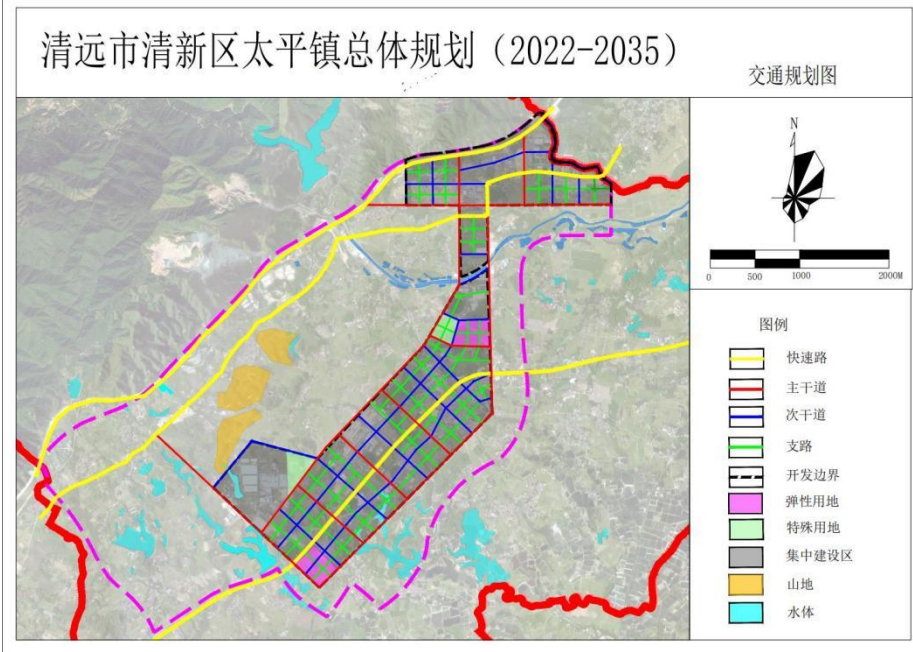 清远市清新区太平镇总体规划（2022-2035）
交通规划图
N
0 500 1000 2000M
图例
快速路
主干道
次干道
支路
开发边界
弹性用地
特殊用地
集中建设区
山地
水体